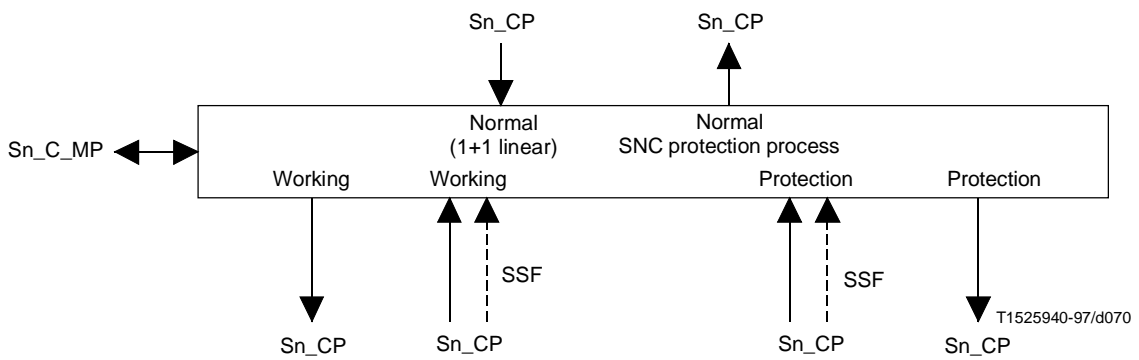 Sn_CP Sn_CP
Normal Normal
Sn_C_MP (1+1 linear) SNC protection process
Working Working Protection Protection
SSF SSF
T1525940-97/d070
Sn_CP Sn_CP Sn_CP Sn_CP